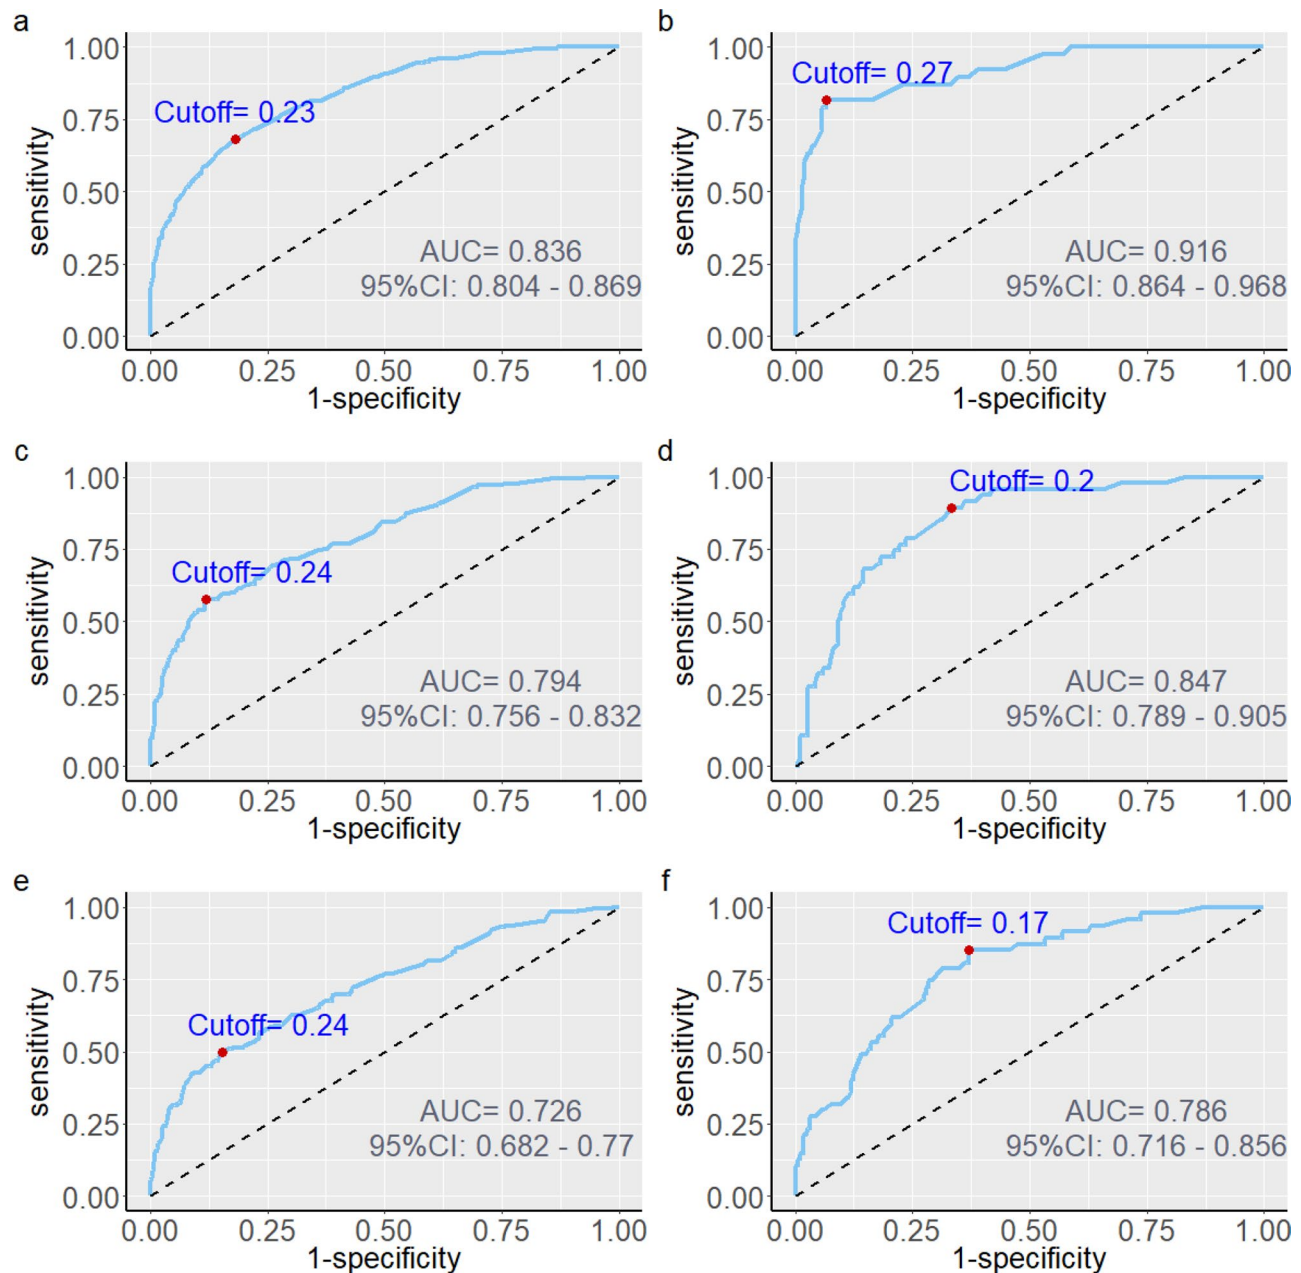 a
1.00
0.75
0.50
0.25
0.00
sensitivity
Cutoff= 0.23
AUC= 0.836
95%CI: 0.804 - 0.869
0.00 0.25 0.50 0.75 1.00
1-specificity
b
1.00
0.75
0.50
0.25
0.00
sensitivity
Cutoff= 0.27
AUC= 0.916
95%CI: 0.864 - 0.968
0.00 0.25 0.50 0.75 1.00
1-specificity
c
1.00
0.75
0.50
0.25
0.00
sensitivity
Cutoff= 0.24
AUC= 0.794
95%CI: 0.756 - 0.832
0.00 0.25 0.50 0.75 1.00
1-specificity
d
1.00
0.75
0.50
0.25
0.00
sensitivity
Cutoff= 0.2
AUC= 0.847
95%CI: 0.789 - 0.905
0.00 0.25 0.50 0.75 1.00
1-specificity
e
1.00
0.75
0.50
0.25
0.00
sensitivity
Cutoff= 0.24
AUC= 0.726
95%CI: 0.682 - 0.77
0.00 0.25 0.50 0.75 1.00
1-specificity
f
1.00
0.75
0.50
0.25
0.00
sensitivity
Cutoff= 0.17
AUC= 0.786
95%CI: 0.716 - 0.856
0.00 0.25 0.50 0.75 1.00
1-specificity